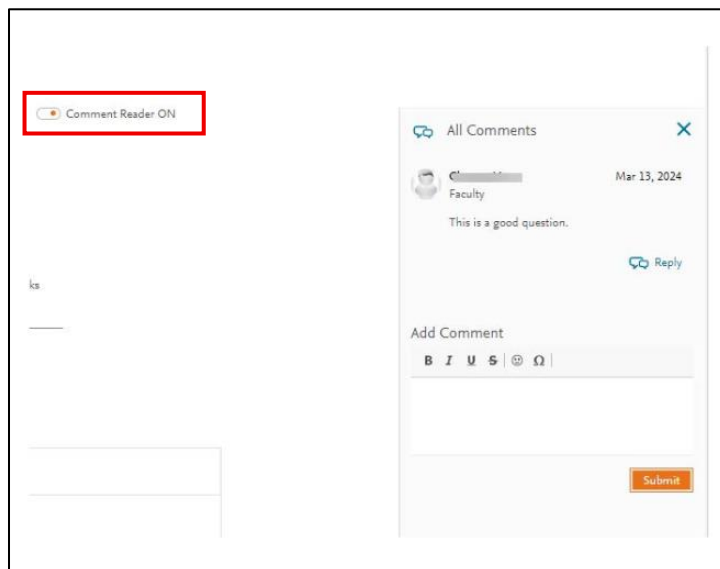 Comment Reader ON
All Comments
Mar 13, 2024
Faculty
This is a good question.
Reply
ks
Add Comment
B I U S Ω
Submit